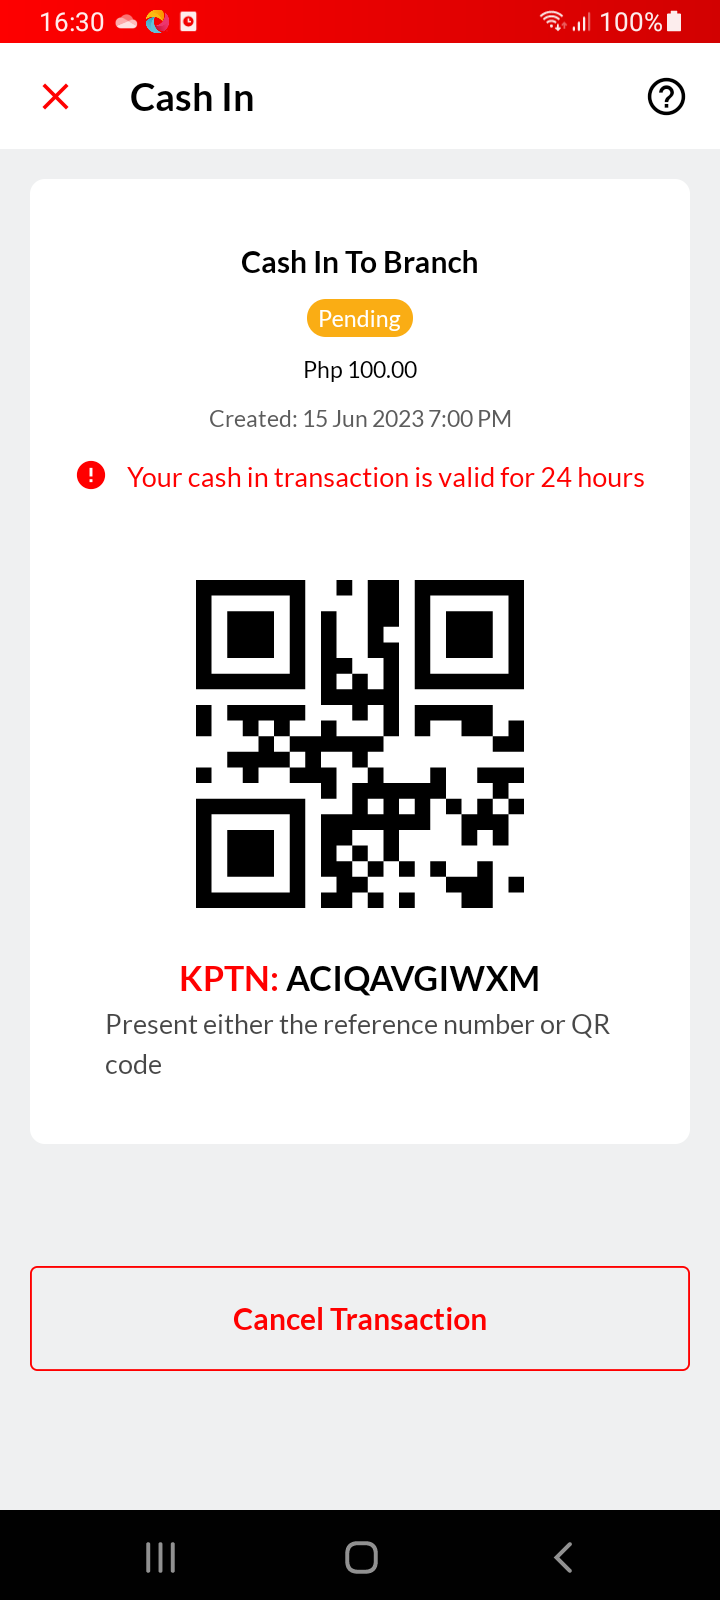 16:30
100%
Cash In
Cash In To Branch
Pending
Php 100.00
Created: 15 Jun 2023 7:00 PM
Your cash in transaction is valid for 24 hours
KPTN: ACIQAVGIWXM
Present either the reference number or QR
code
Cancel Transaction